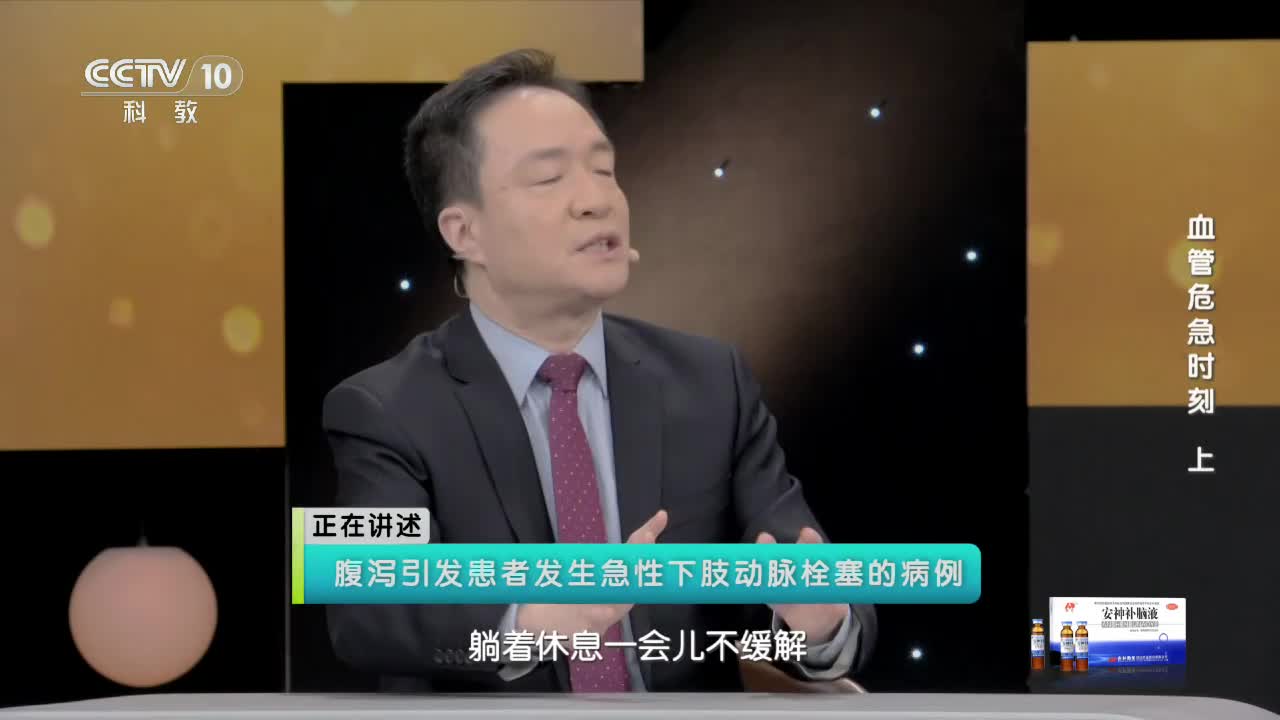 CCTV 10
科教
血管危急时刻 上
正在讲述
腹泻引发患者发生急性下肢动脉栓塞的病例
躺着休息一会儿不缓解
安神补脑液